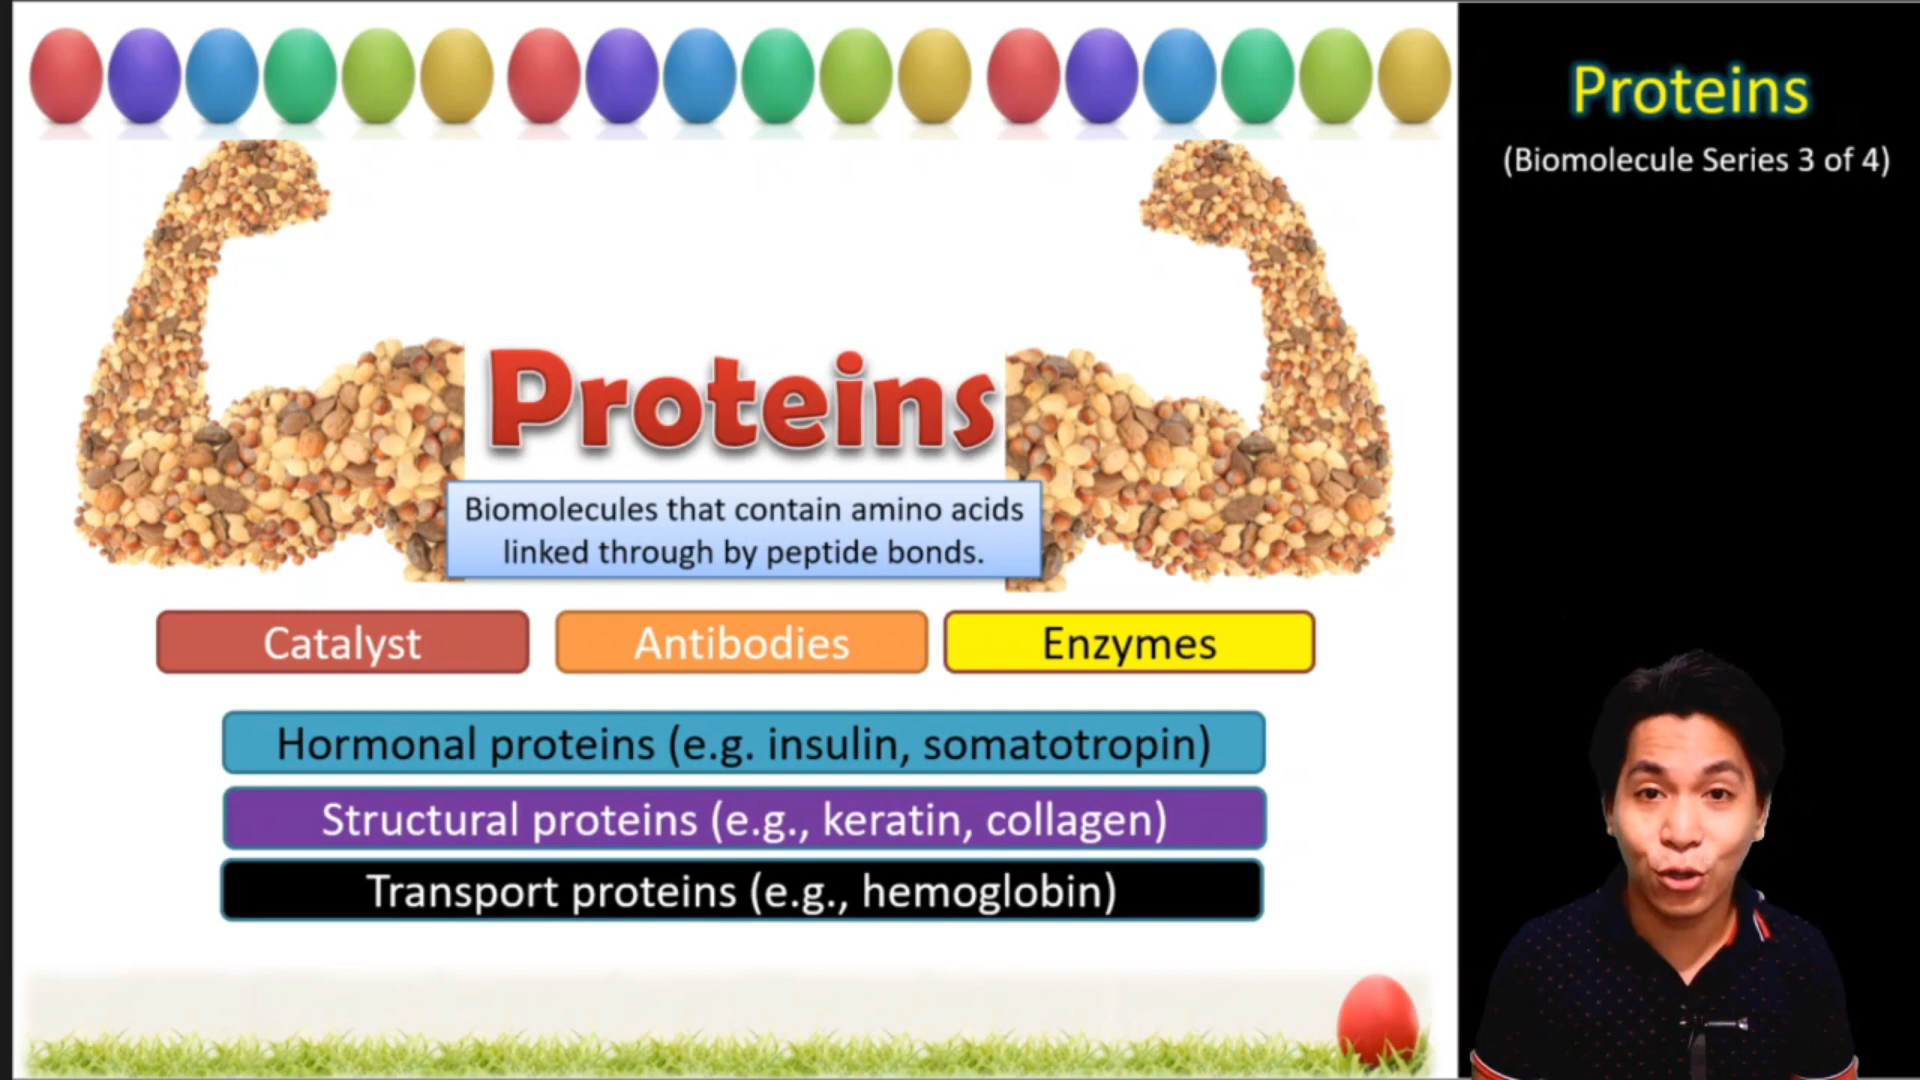 Proteins
(Biomolecule Series 3 of 4)
Proteins
Biomolecules that contain amino acids
linked through by peptide bonds.
Catalyst
Antibodies
Enzymes
Hormonal proteins (e.g. insulin, somatotropin)
Structural proteins (e.g., keratin, collagen)
Transport proteins (e.g., hemoglobin)